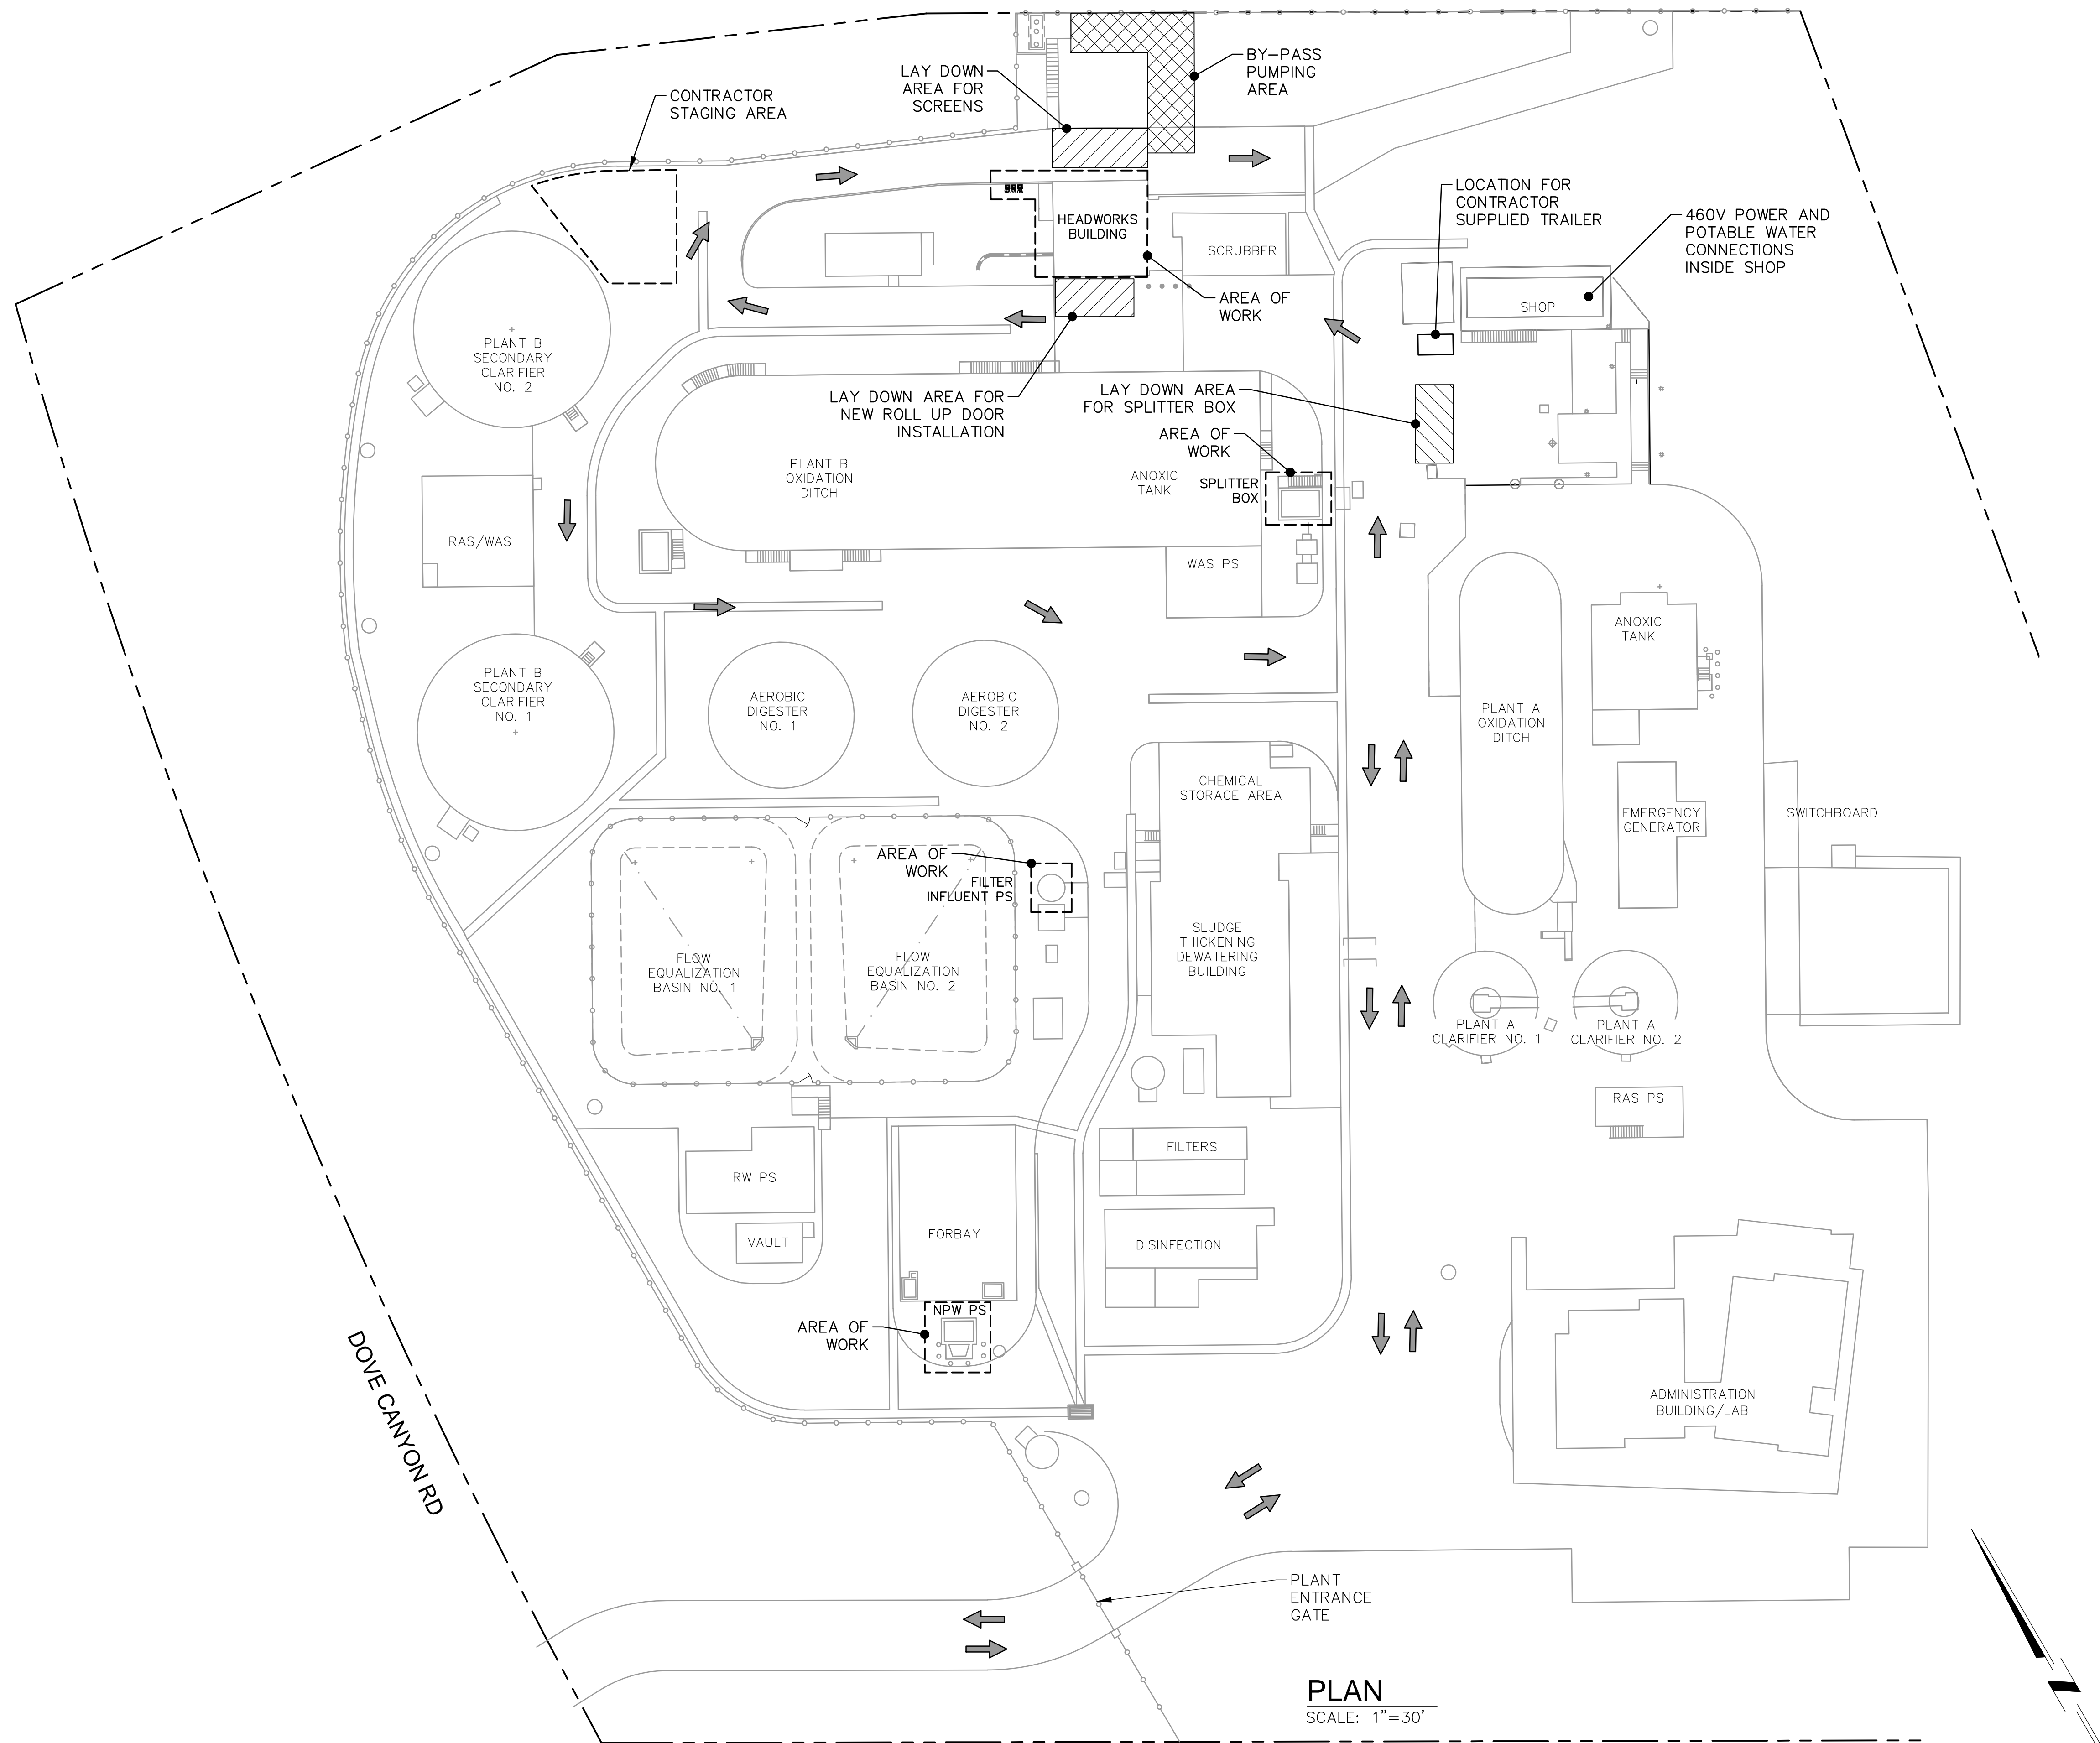 BY-PASS
PUMPING
AREA
LAY DOWN
AREA FOR
SCREENS
CONTRACTOR
STAGING AREA
LOCATION FOR
CONTRACTOR
SUPPLIED TRAILER
460V POWER AND
POTABLE WATER
CONNECTIONS
INSIDE SHOP
HEADWORKS
BUILDING
SCRUBBER
AREA OF
WORK
SHOP
PLANT B
SECONDARY
CLARIFIER
NO. 2
LAY DOWN AREA FOR
NEW ROLL UP DOOR
INSTALLATION
LAY DOWN AREA
FOR SPLITTER BOX
AREA OF
WORK
PLANT B
OXIDATION
DITCH
ANOXIC
TANK
SPLITTER
BOX
RAS/WAS
WAS PS
ANOXIC
TANK
PLANT B
SECONDARY
CLARIFIER
NO. 1
AEROBIC
DIGESTER
NO. 1
AEROBIC
DIGESTER
NO. 2
PLANT A
OXIDATION
DITCH
CHEMICAL
STORAGE AREA
EMERGENCY
GENERATOR
SWITCHBOARD
AREA OF
WORK
FILTER
INFLUENT PS
FLOW
EQUALIZATION
BASIN NO. 1
FLOW
EQUALIZATION
BASIN NO. 2
SLUDGE
THICKENING
DEWATERING
BUILDING
PLANT A
CLARIFIER NO. 1
PLANT A
CLARIFIER NO. 2
RAS PS
FILTERS
RW PS
VAULT
FORBAY
DISINFECTION
NPW PS
AREA OF
WORK
ADMINISTRATION
BUILDING/LAB
DOVE CANYON RD
PLANT
ENTRANCE
GATE
PLAN
SCALE: 1"=30'
N